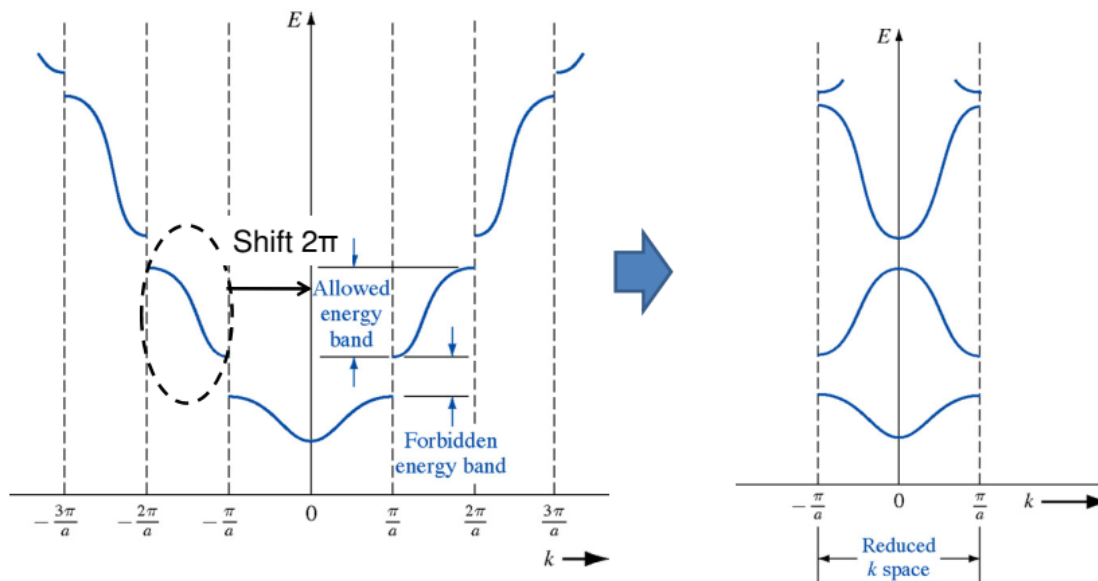 E
Shift 2π
Allowed
energy
band
Forbidden
energy band
−3π/a
−2π/a
−π/a
0
π/a
2π/a
3π/a
k
E
−π/a
0
π/a
k
Reduced
k space